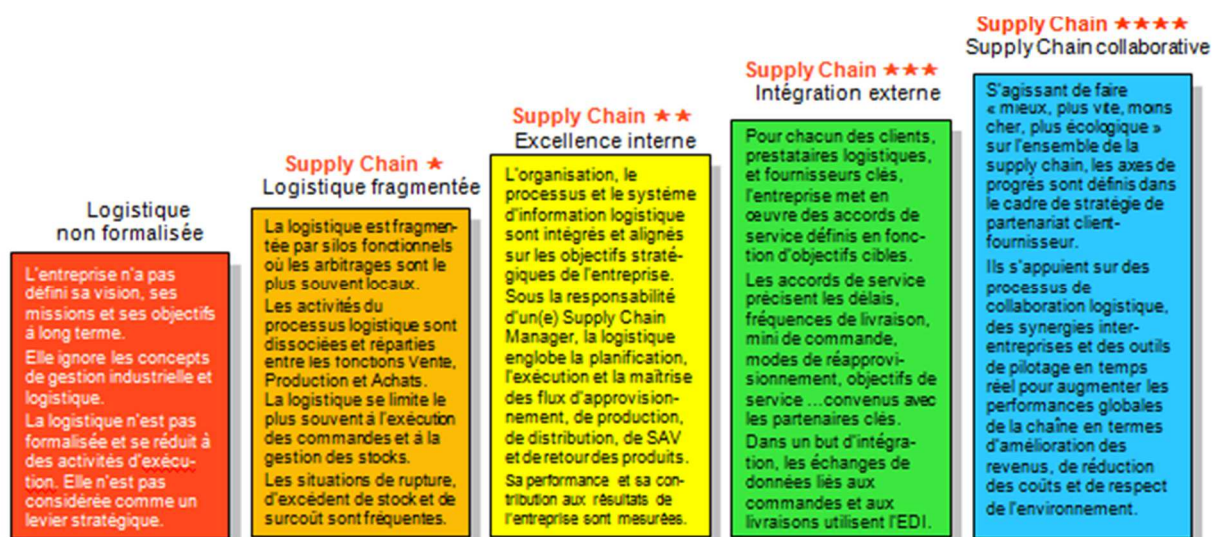 Logistique
non formalisée
L'entreprise n'a pas
défini sa vision, ses
missions et ses objectifs
à long terme.
Elle ignore les concepts
de gestion industrielle et
logistique.
La logistique n'est pas
formalisée et se réduit à
des activités d'exécu-
tion. Elle n'est pas
considérée comme un
levier stratégique.
Supply Chain ★
Logistique fragmentée
La logistique est fragmen-
tée par silos fonctionnels
où les arbitrages sont le
plus souvent locaux.
Les activités du
processus logistique sont
dissociées et réparties
entre les fonctions Vente,
Production et Achats.
La logistique se limite le
plus souvent à l'exécution
des commandes et à la
gestion des stocks.
Les situations de rupture,
d'excédent de stock et de
surcoût sont fréquentes.
Supply Chain ★★
Excellence interne
L'organisation, le
processus et le système
d'information logistique
sont intégrés et alignés
sur les objectifs straté-
giques de l'entreprise.
Sous la responsabilité
d'un(e) Supply Chain
Manager, la logistique
englobe la planification,
l'exécution et la maîtrise
des flux d'approvision-
nement, de production,
de distribution, de SAV
et de retour des produits.
Sa performance et sa con-
tribution aux résultats de
l'entreprise sont mesurées.
Supply Chain ★★★
Intégration externe
Pour chacun des clients,
prestataires logistiques,
et fournisseurs clés,
l'entreprise met en
œuvre des accords de
service définis en fonc-
tion d'objectifs cibles.
Les accords de service
précisent les délais,
fréquences de livraison,
mini de commande,
modes de réapprovi-
sionnement, objectifs de
service ...convenus avec
les partenaires clés.
Dans un but d'intégra-
tion, les échanges de
données liés aux
commandes et aux
livraisons utilisent l'EDI.
Supply Chain ★★★★
Supply Chain collaborative
S'agissant de faire
« mieux, plus vite, moins
cher, plus écologique »
sur l'ensemble de la
supply chain, les axes de
progrès sont définis dans
le cadre de stratégie de
partenariat client-
fournisseur.
Ils s'appuient sur des
processus de
collaboration logistique,
des synergies inter-
entreprises et des outils
de pilotage en temps
réel pour augmenter les
performances globales
de la chaîne en termes
d'amélioration des
revenus, de réduction
des coûts et de respect
de l'environnement.